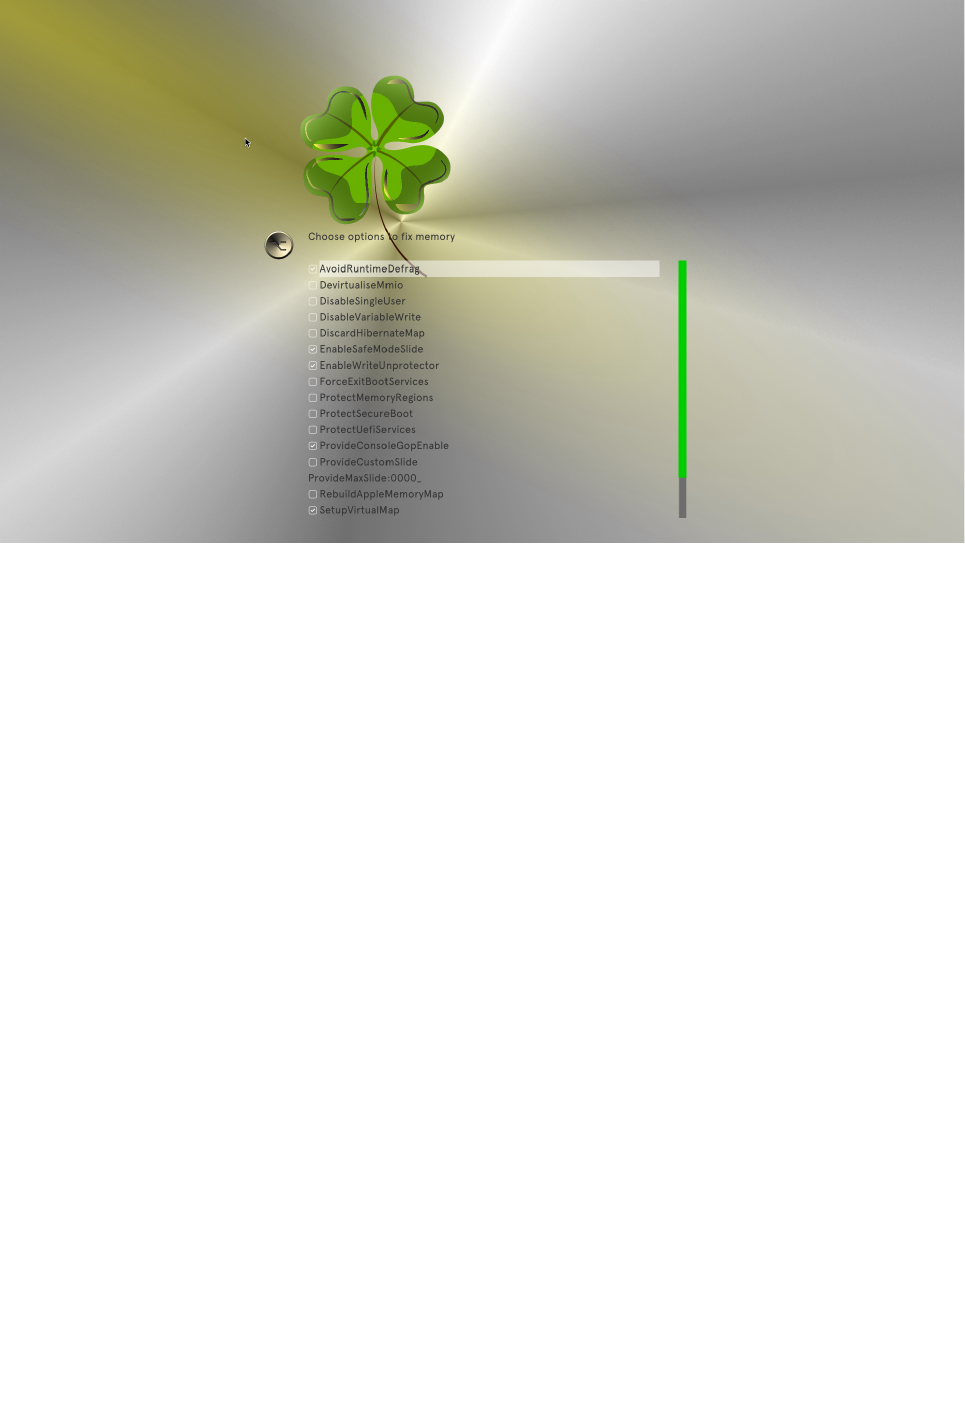 Choose options to fix memory
AvoidRuntimeDefrag
DevirtualiseMmio
DisableSingleUser
DisableVariableWrite
DiscardHibernateMap
EnableSafeModeSlide
EnableWriteUnprotector
ForceExitBootServices
ProtectMemoryRegions
ProtectSecureBoot
ProtectUefiServices
ProvideConsoleGopEnable
ProvideCustomSlide
ProvideMaxSlide:0000_
RebuildAppleMemoryMap
SetupVirtualMap